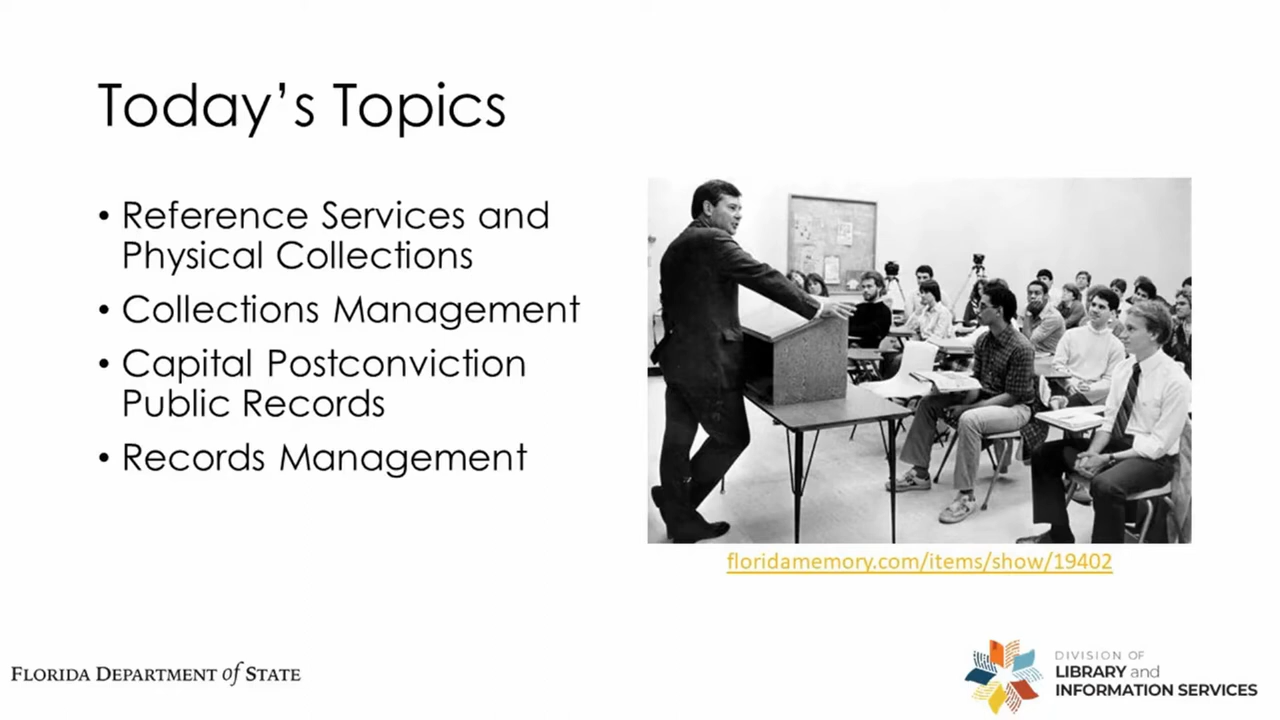 Today’s Topics
• Reference Services and
Physical Collections
• Collections Management
• Capital Postconviction
Public Records
• Records Management
floridamemory.com/items/show/19402
FLORIDA DEPARTMENT of STATE
DIVISION OF
LIBRARY and
INFORMATION SERVICES